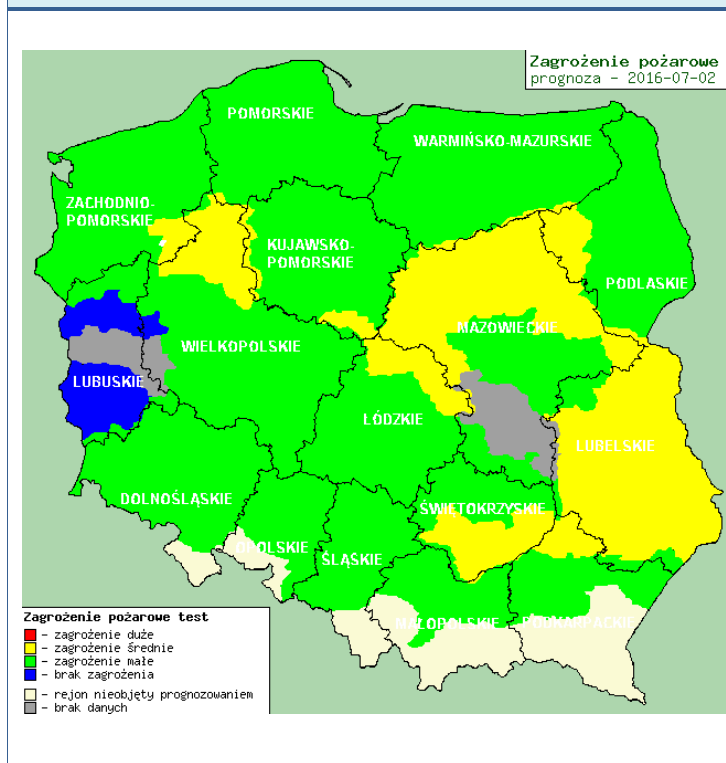 Zagrożenie pożarowe
prognoza - 2016-07-02
POMORSKIE
WARMIŃSKO-MAZURSKIE
ZACHODNIO-
POMORSKIE
KUJAWSKO-
POMORSKIE
PODLASKIE
MAZOWIECKIE
WIELKOPOLSKIE
LUBUSKIE
ŁÓDZKIE
LUBELSKIE
DOLNOŚLĄSKIE
ŚWIĘTOKRZYSKIE
OPOLSKIE
ŚLĄSKIE
MAŁOPOLSKIE
PODKARPACKIE
Zagrożenie pożarowe test
- zagrożenie duże
- zagrożenie średnie
- zagrożenie małe
- brak zagrożenia
- rejon nieobjęty prognozowaniem
- brak danych